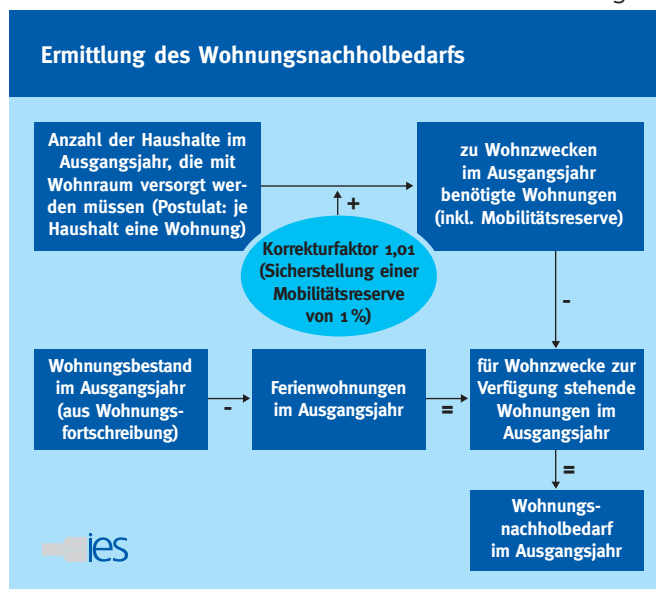 Ermittlung des Wohnungsnachholbedarfs
Anzahl der Haushalte im
Ausgangsjahr, die mit
Wohnraum versorgt wer-
den müssen (Postulat: je
Haushalt eine Wohnung)
+
zu Wohnzwecken
im Ausgangsjahr
benötigte Wohnungen
(inkl. Mobilitätsreserve)
Korrekturfaktor 1,01
(Sicherstellung einer
Mobilitätsreserve
von 1 %)
-
Wohnungsbestand
im Ausgangsjahr
(aus Wohnungs-
fortschreibung)
-
Ferienwohnungen
im Ausgangsjahr
=
für Wohnzwecke zur
Verfügung stehende
Wohnungen im
Ausgangsjahr
=
Wohnungs-
nachholbedarf
im Ausgangsjahr
ies